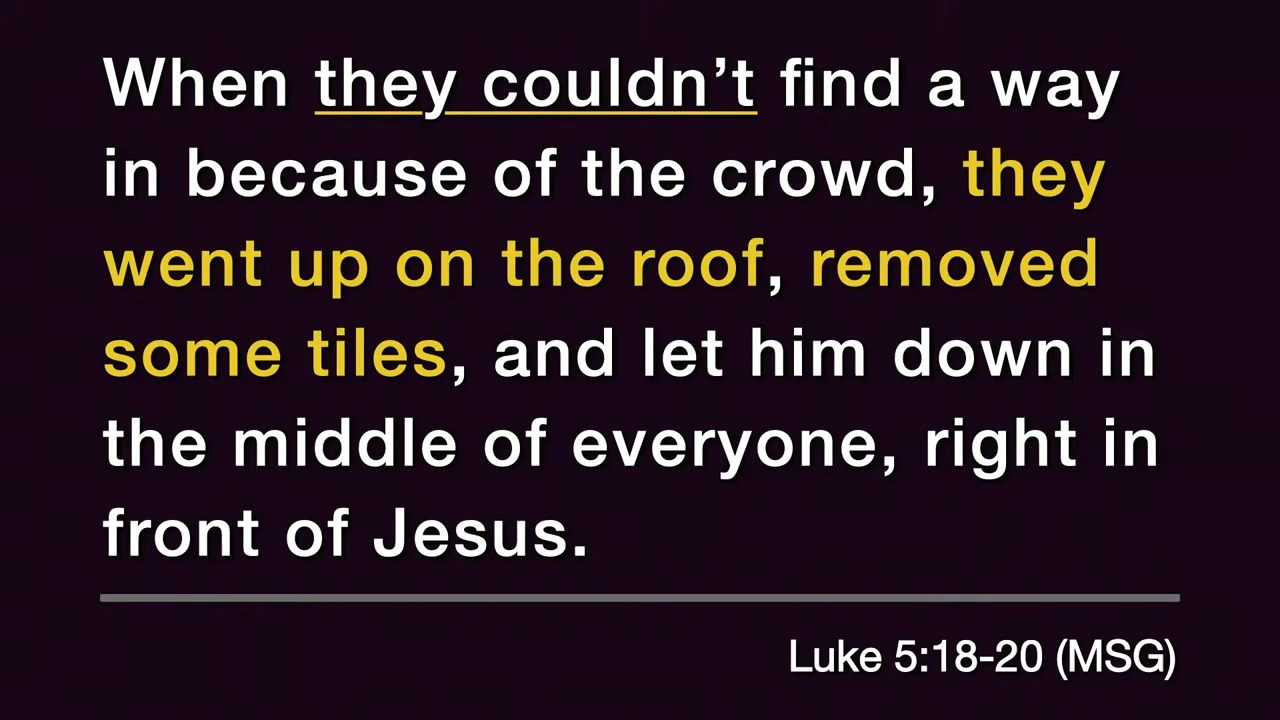 When they couldn’t find a way
in because of the crowd, they
went up on the roof, removed
some tiles, and let him down in
the middle of everyone, right in
front of Jesus.
Luke 5:18-20 (MSG)